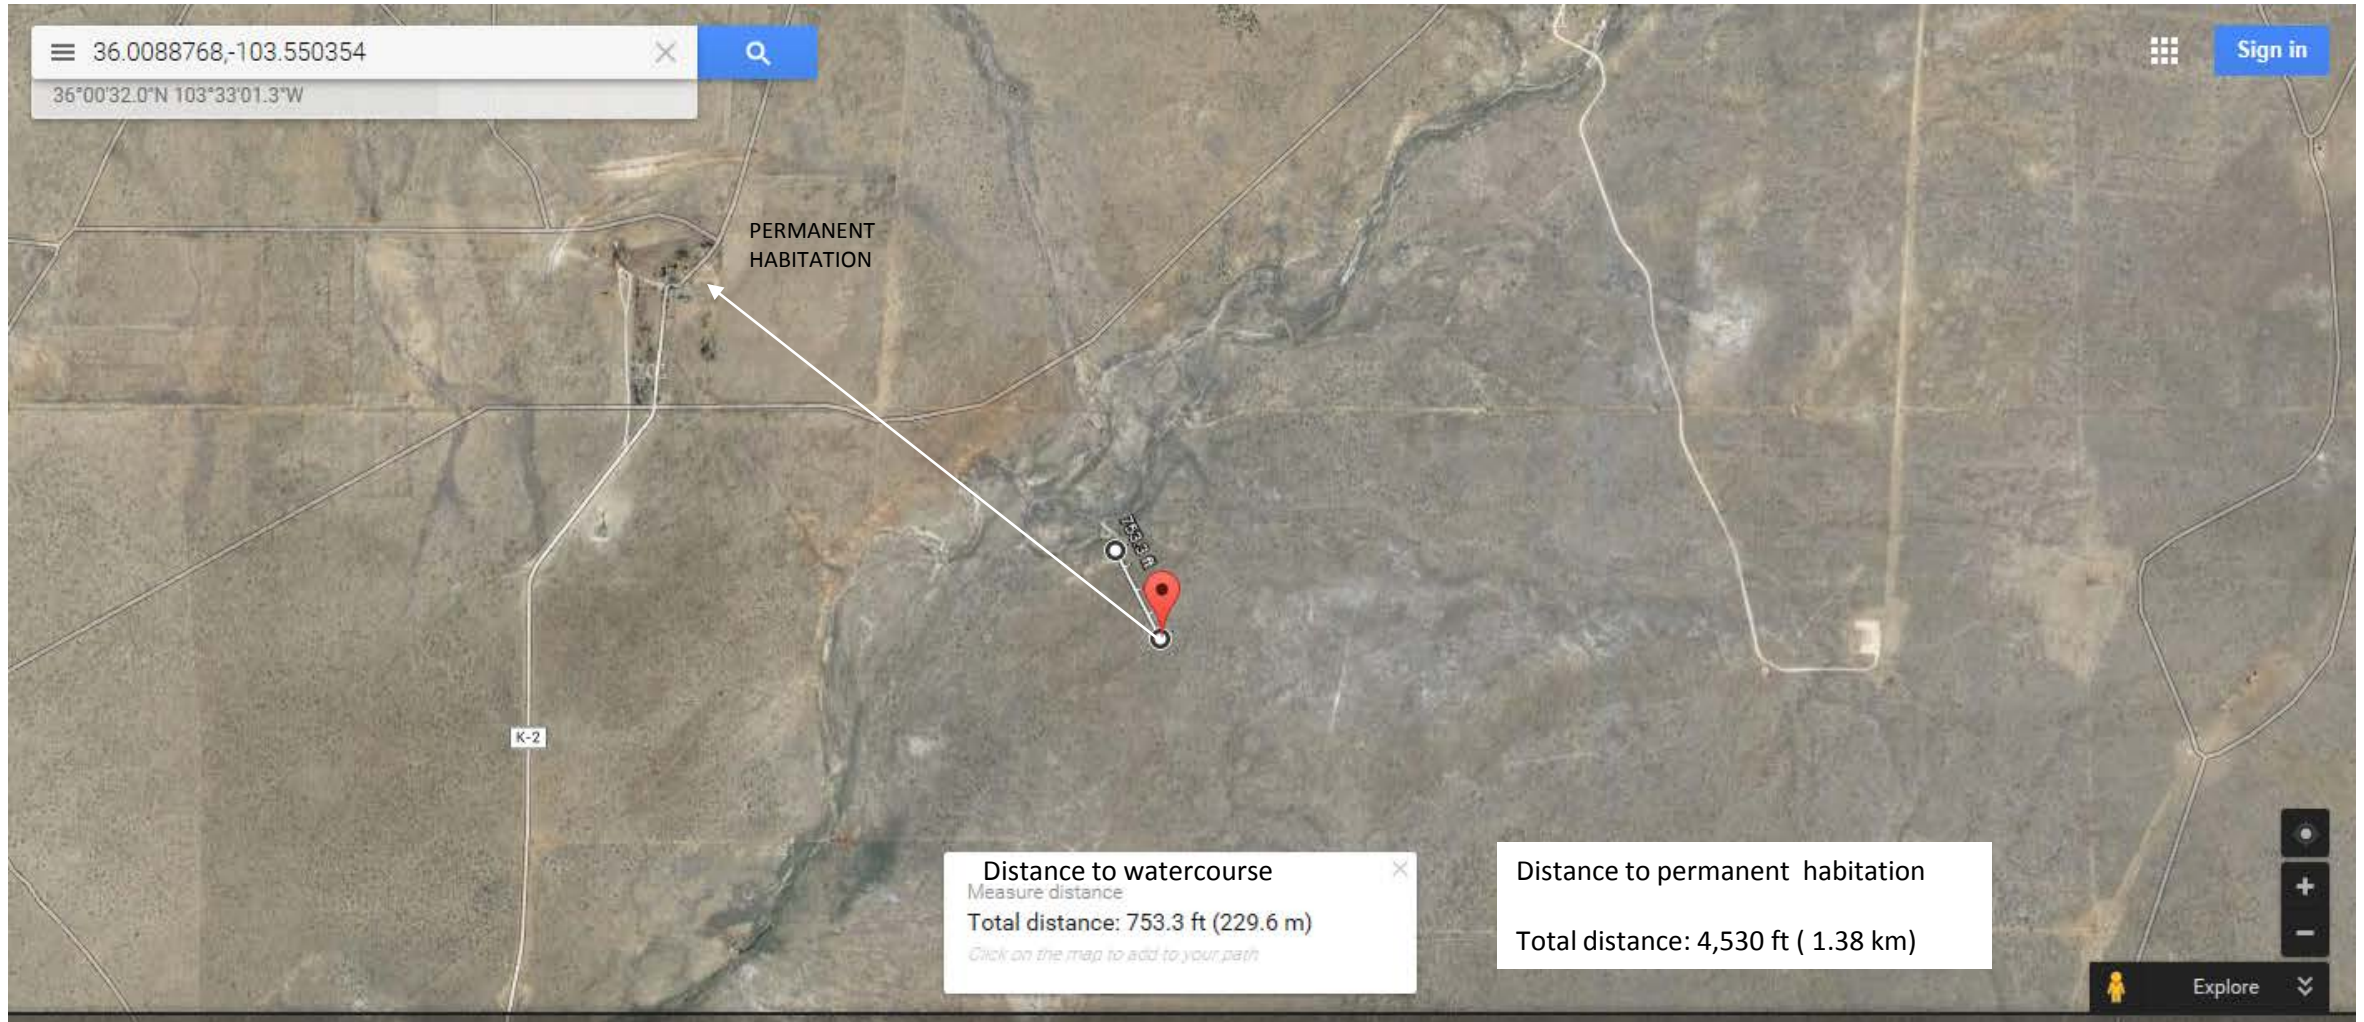 36.0088768,-103.550354
Sign in
36°00'32.0"N 103°33'01.3"W
PERMANENT
HABITATION
753.3 ft
K-2
Distance to watercourse
Measure distance
Total distance: 753.3 ft (229.6 m)
Click on the map to add to your path
Distance to permanent habitation
Total distance: 4,530 ft ( 1.38 km)
Explore